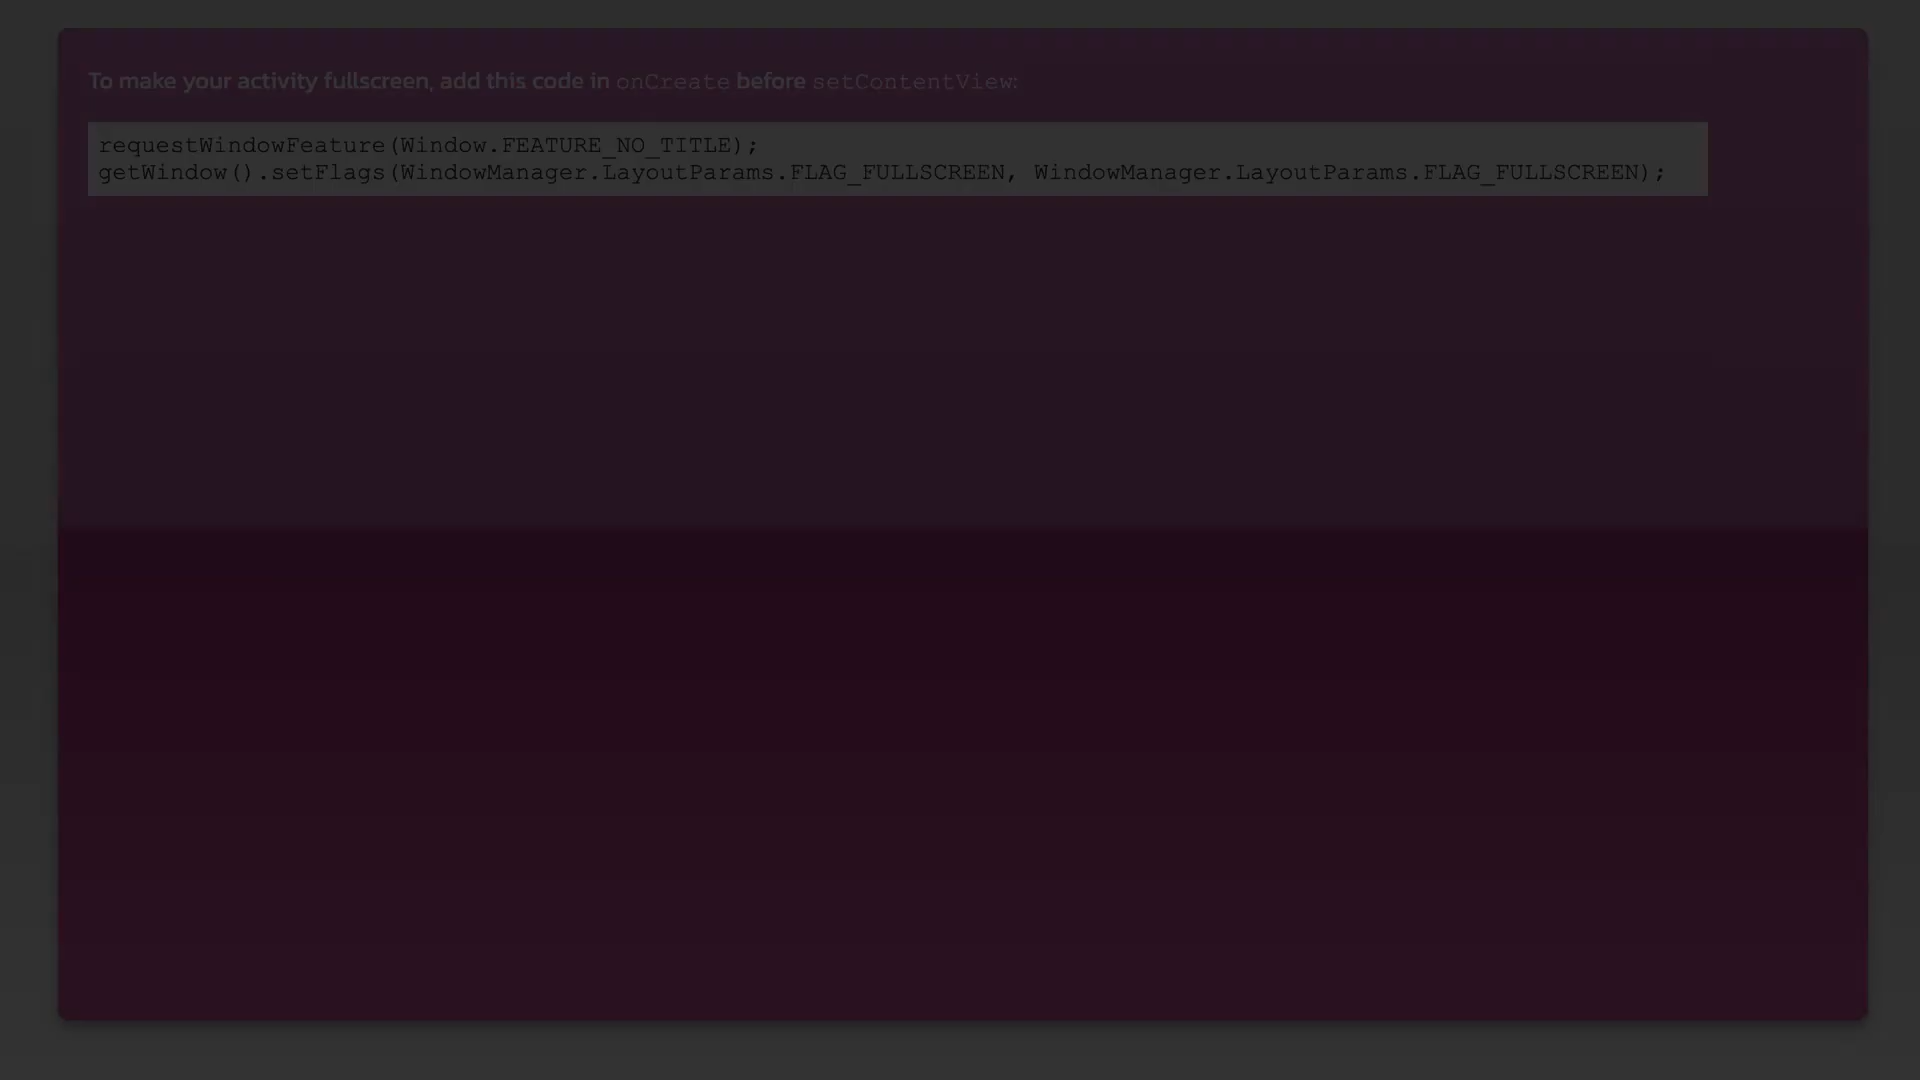 To make your activity fullscreen, add this code in onCreate before setContentView:
requestWindowFeature(Window.FEATURE_NO_TITLE);
getWindow().setFlags(WindowManager.LayoutParams.FLAG_FULLSCREEN, WindowManager.LayoutParams.FLAG_FULLSCREEN);